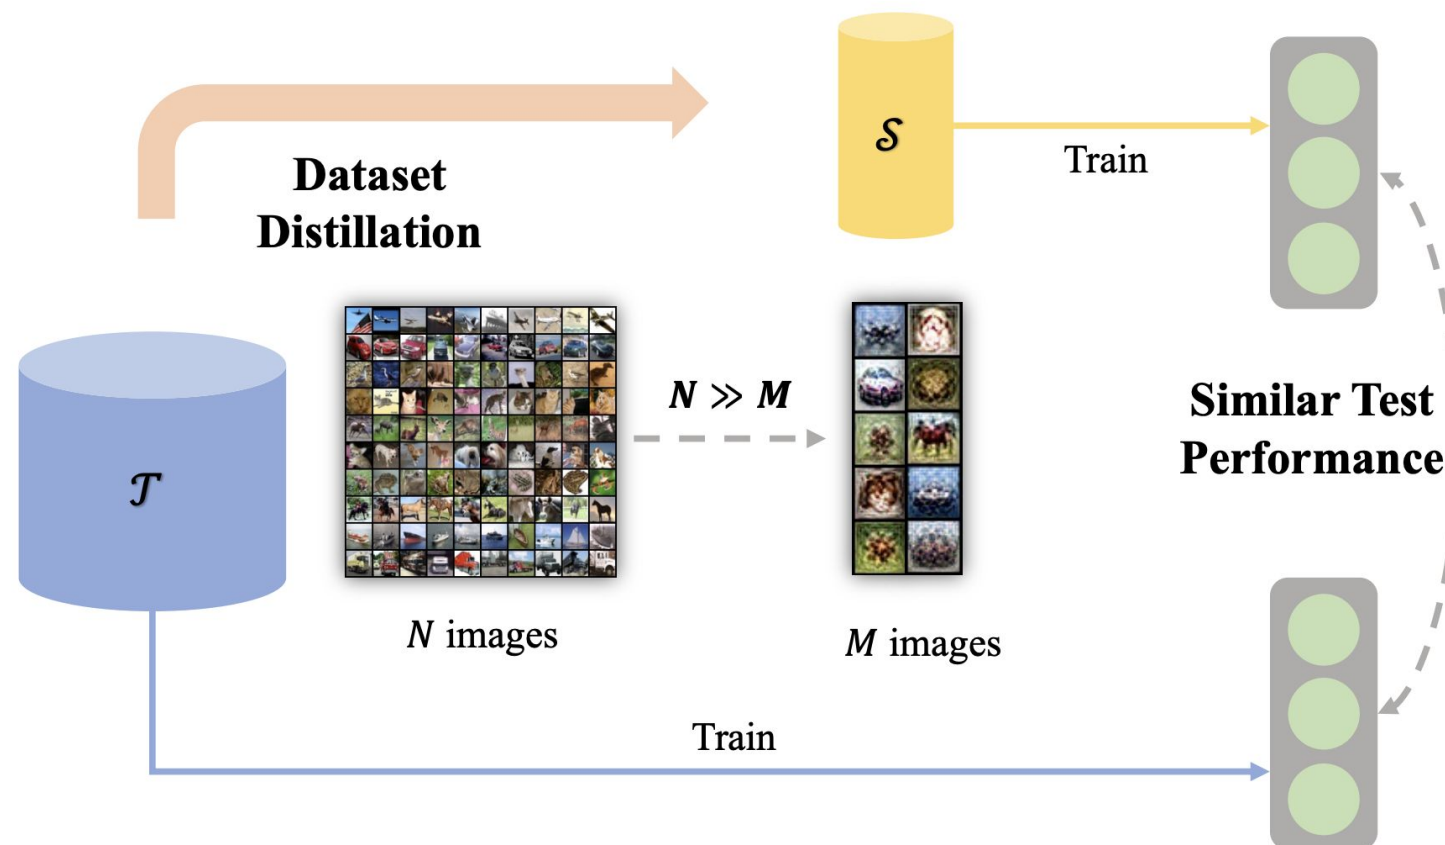 𝒮
Train
Dataset
Distillation
N ≫ M
Similar Test
Performance
𝒯
N images
M images
Train